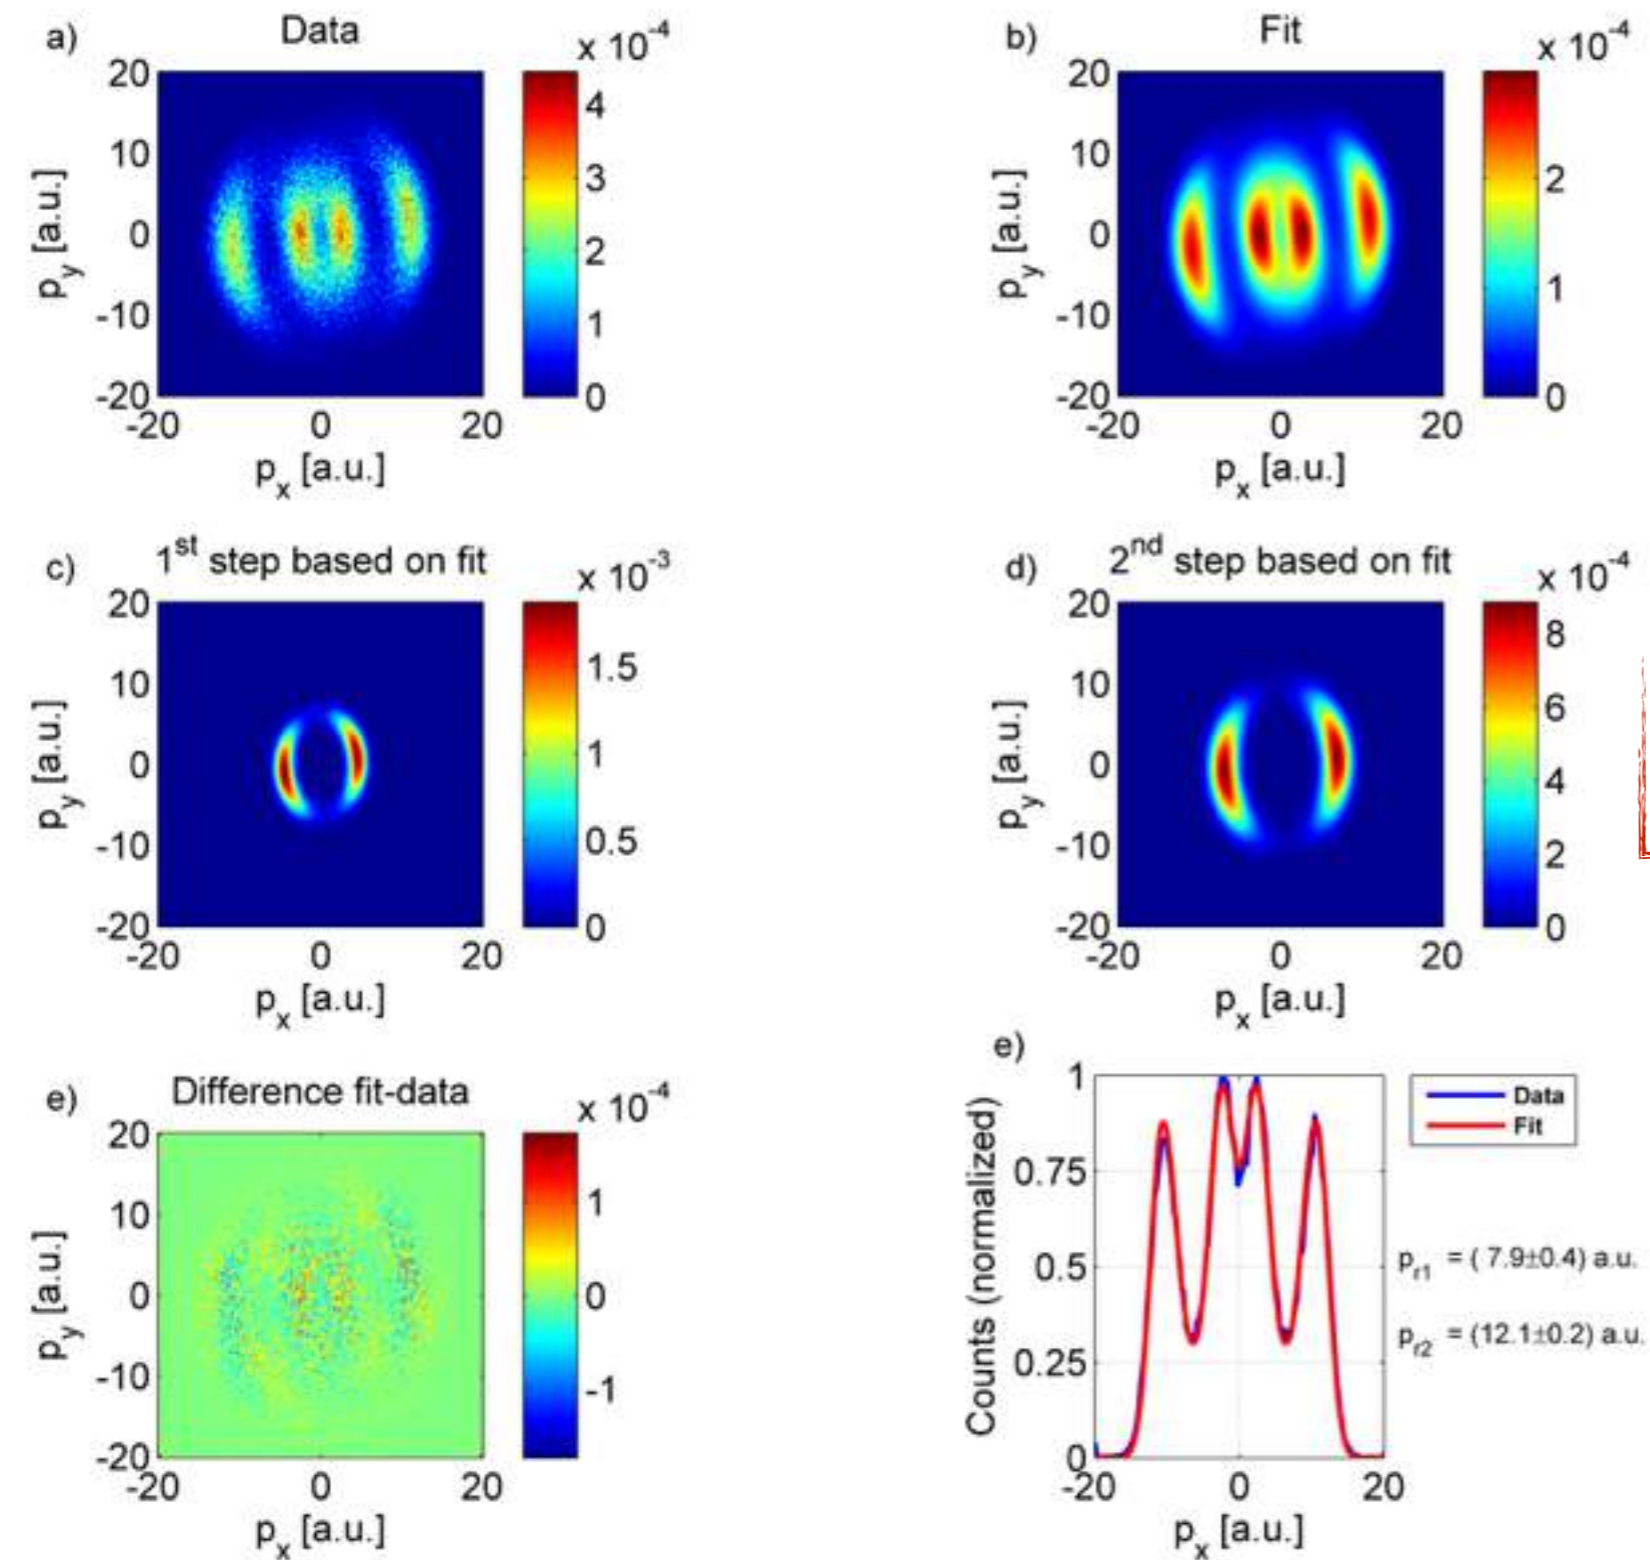 a)
Data
x 10^-4
20
10
0
-10
-20
-20 0 20
p_x [a.u.]
p_y [a.u.]
4
3
2
1
0
b)
Fit
x 10^-4
20
10
0
-10
-20
-20 0 20
p_x [a.u.]
p_y [a.u.]
2
1
0
c)
1^st step based on fit
x 10^-3
20
10
0
-10
-20
-20 0 20
p_x [a.u.]
p_y [a.u.]
1.5
1
0.5
0
d)
2^nd step based on fit
x 10^-4
20
10
0
-10
-20
-20 0 20
p_x [a.u.]
p_y [a.u.]
8
6
4
2
0
e)
Difference fit-data
x 10^-4
20
10
0
-10
-20
-20 0 20
p_x [a.u.]
p_y [a.u.]
1
0
-1
e)
Counts (normalized)
1
0.75
0.5
0.25
0
-20 0 20
p_x [a.u.]
Data
Fit
p_r1 = ( 7.9±0.4) a.u.
p_r2 = (12.1±0.2) a.u.